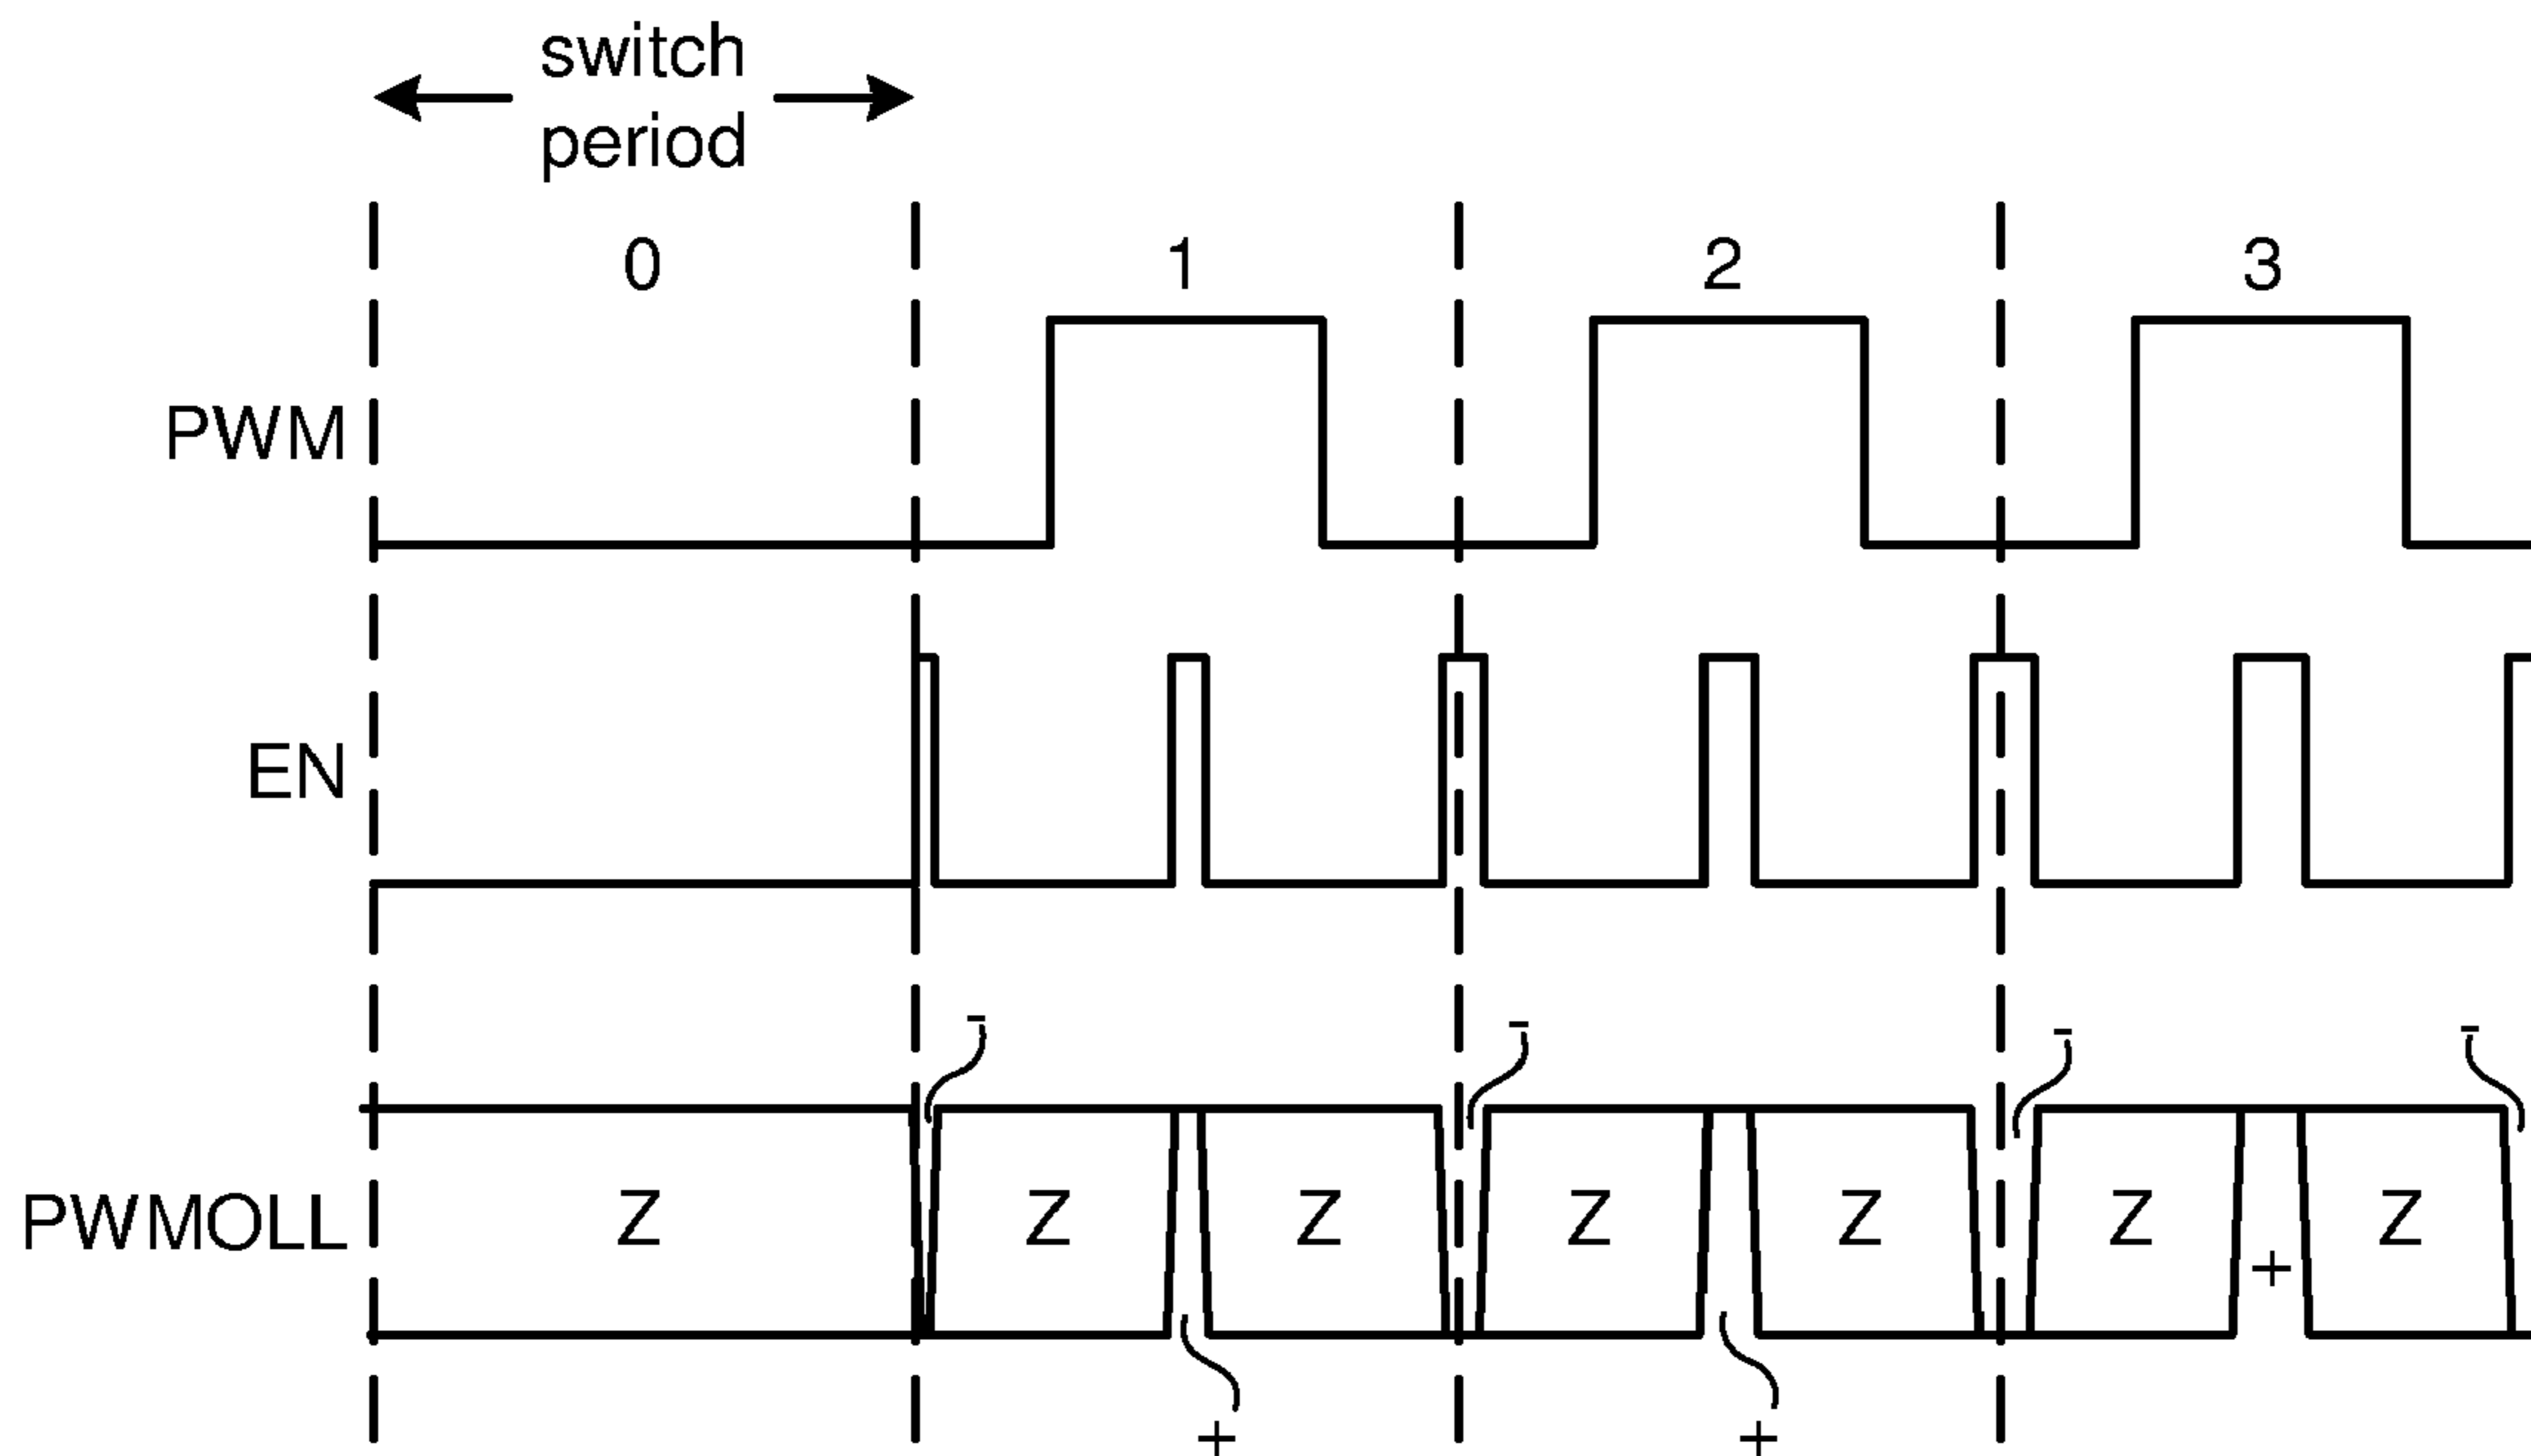 switch
period
0 1 2 3
PWM
EN
- - - -
PWMOLL Z Z Z Z Z Z Z
+
+ +